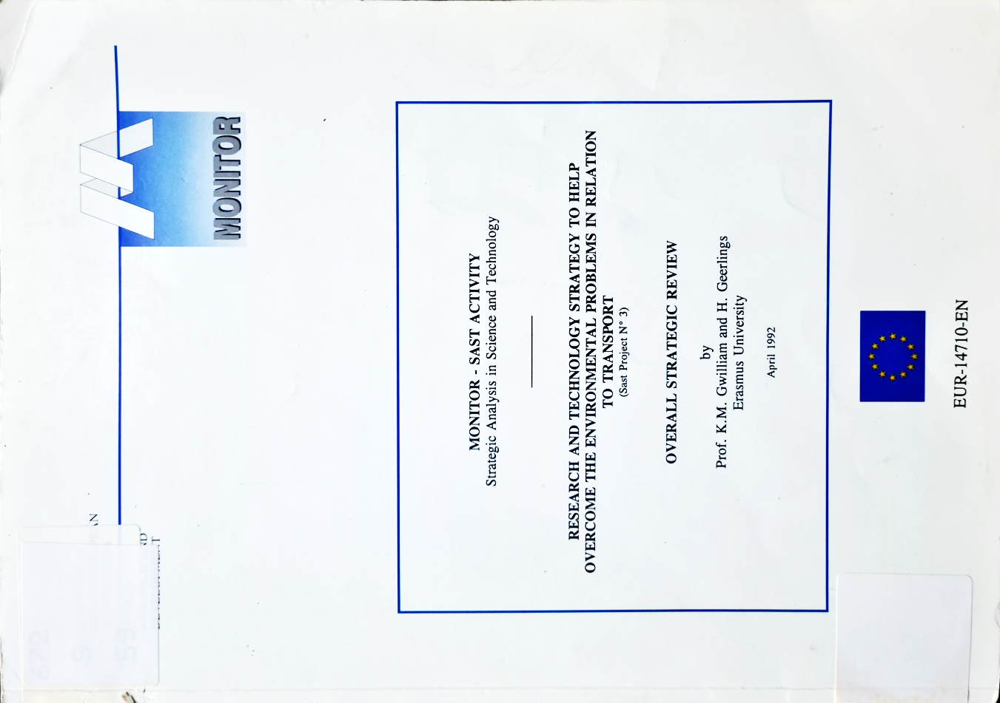 MONITOR
MONITOR - SAST ACTIVITY
Strategic Analysis in Science and Technology
RESEARCH AND TECHNOLOGY STRATEGY TO HELP
OVERCOME THE ENVIRONMENTAL PROBLEMS IN RELATION
TO TRANSPORT
(Sast Project N° 3)
OVERALL STRATEGIC REVIEW
by
Prof. K.M. Gwilliam and H. Geerlings
Erasmus University
April 1992
EUR-14710-EN